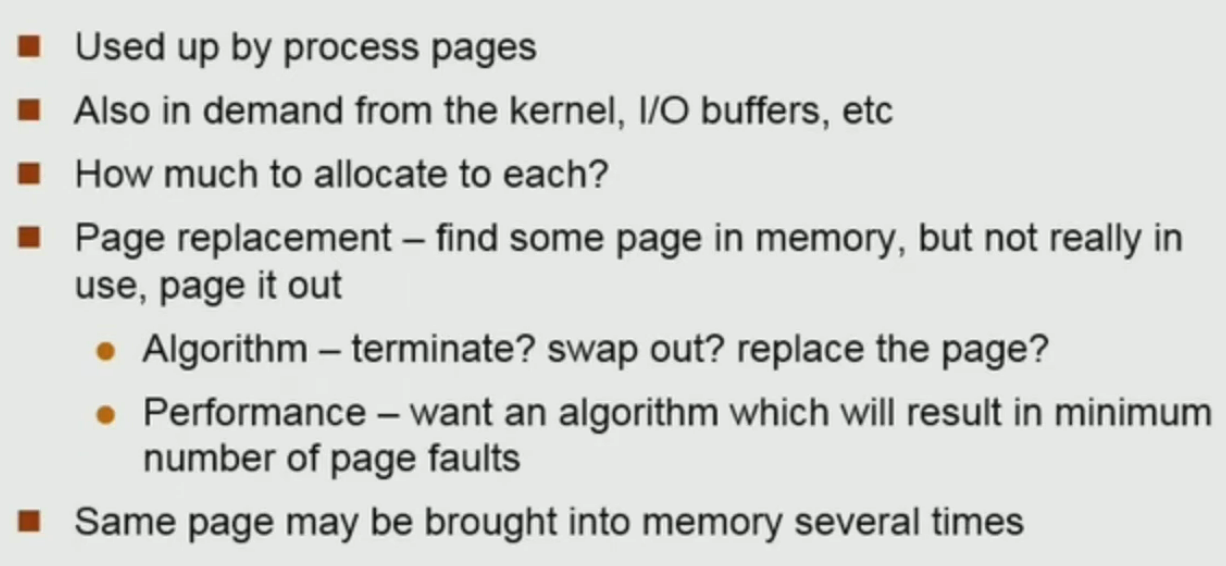 Used up by process pages
Also in demand from the kernel, I/O buffers, etc
How much to allocate to each?
Page replacement – find some page in memory, but not really in
use, page it out
Algorithm – terminate? swap out? replace the page?
Performance – want an algorithm which will result in minimum
number of page faults
Same page may be brought into memory several times